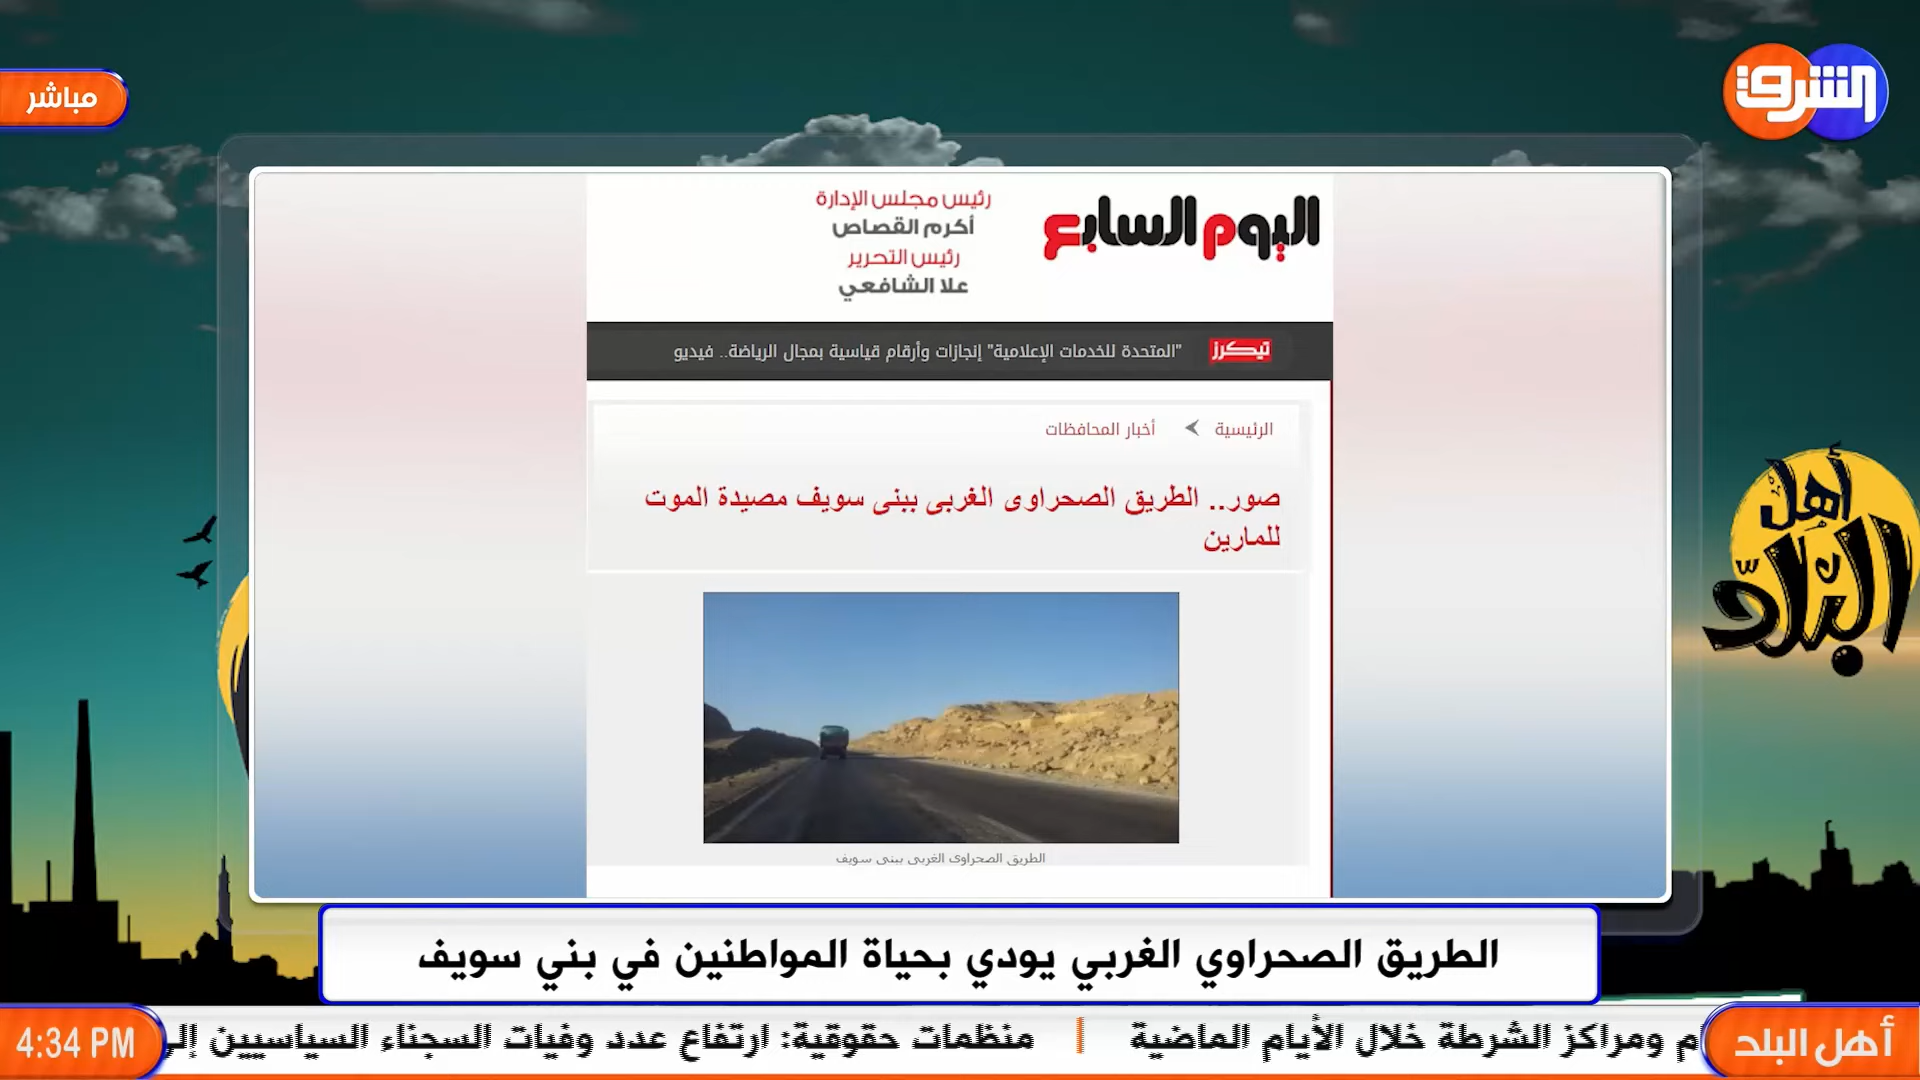 مباشر
الشرق
رئيس مجلس الإدارة
أكرم القصاص
رئيس التحرير
علا الشافعي
اليوم السابع
تيكرز
"المتحدة للخدمات الإعلامية" إنجازات وأرقام قياسية بمجال الرياضة.. فيديو
الرئيسية
أخبار المحافظات
صور.. الطريق الصحراوى الغربى ببنى سويف مصيدة الموت
للمارين
الطريق الصحراوى الغربى ببنى سويف
أهل
البلد
الطريق الصحراوي الغربي يودي بحياة المواطنين في بني سويف
أهل البلد
ومراكز الشرطة خلال الأيام الماضية | منظمات حقوقية: ارتفاع عدد وفيات السجناء السياسيين
4:34 PM